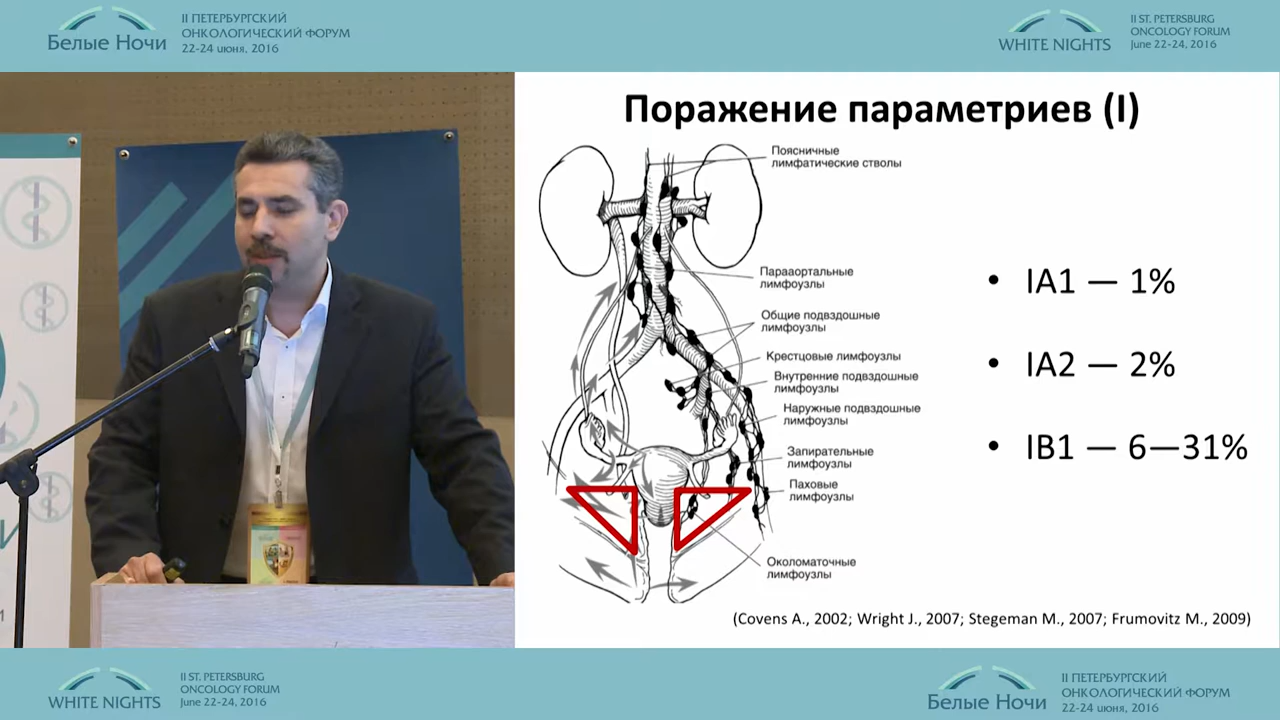 Белые Ночи
II ПЕТЕРБУРГСКИЙ
ОНКОЛОГИЧЕСКИЙ ФОРУМ
22-24 июня, 2016
WHITE NIGHTS
II ST. PETERSBURG
ONCOLOGY FORUM
June 22-24, 2016
Поражение параметриев (I)
Поясничные
лимфатические стволы
Парааортальные
лимфоузлы
Общие подвздошные
лимфоузлы
Крестцовые лимфоузлы
Внутренние подвздошные
лимфоузлы
Наружные подвздошные
лимфоузлы
Запирательные
лимфоузлы
Паховые
лимфоузлы
Околоматочные
лимфоузлы
• IA1 — 1%
• IA2 — 2%
• IB1 — 6—31%
(Covens A., 2002; Wright J., 2007; Stegeman M., 2007; Frumovitz M., 2009)
WHITE NIGHTS
II ST. PETERSBURG
ONCOLOGY FORUM
June 22-24, 2016
Белые Ночи
II ПЕТЕРБУРГСКИЙ
ОНКОЛОГИЧЕСКИЙ ФОРУМ
22-24 июня, 2016